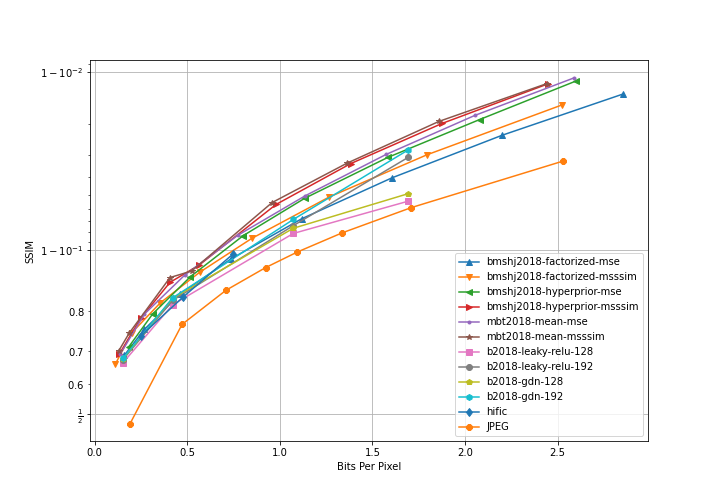 SSIM
1 − 10⁻²
1 − 10⁻¹
0.8
0.7
0.6
½
0.0 0.5 1.0 1.5 2.0 2.5
Bits Per Pixel
bmshj2018-factorized-mse
bmshj2018-factorized-msssim
bmshj2018-hyperprior-mse
bmshj2018-hyperprior-msssim
mbt2018-mean-mse
mbt2018-mean-msssim
b2018-leaky-relu-128
b2018-leaky-relu-192
b2018-gdn-128
b2018-gdn-192
hific
JPEG